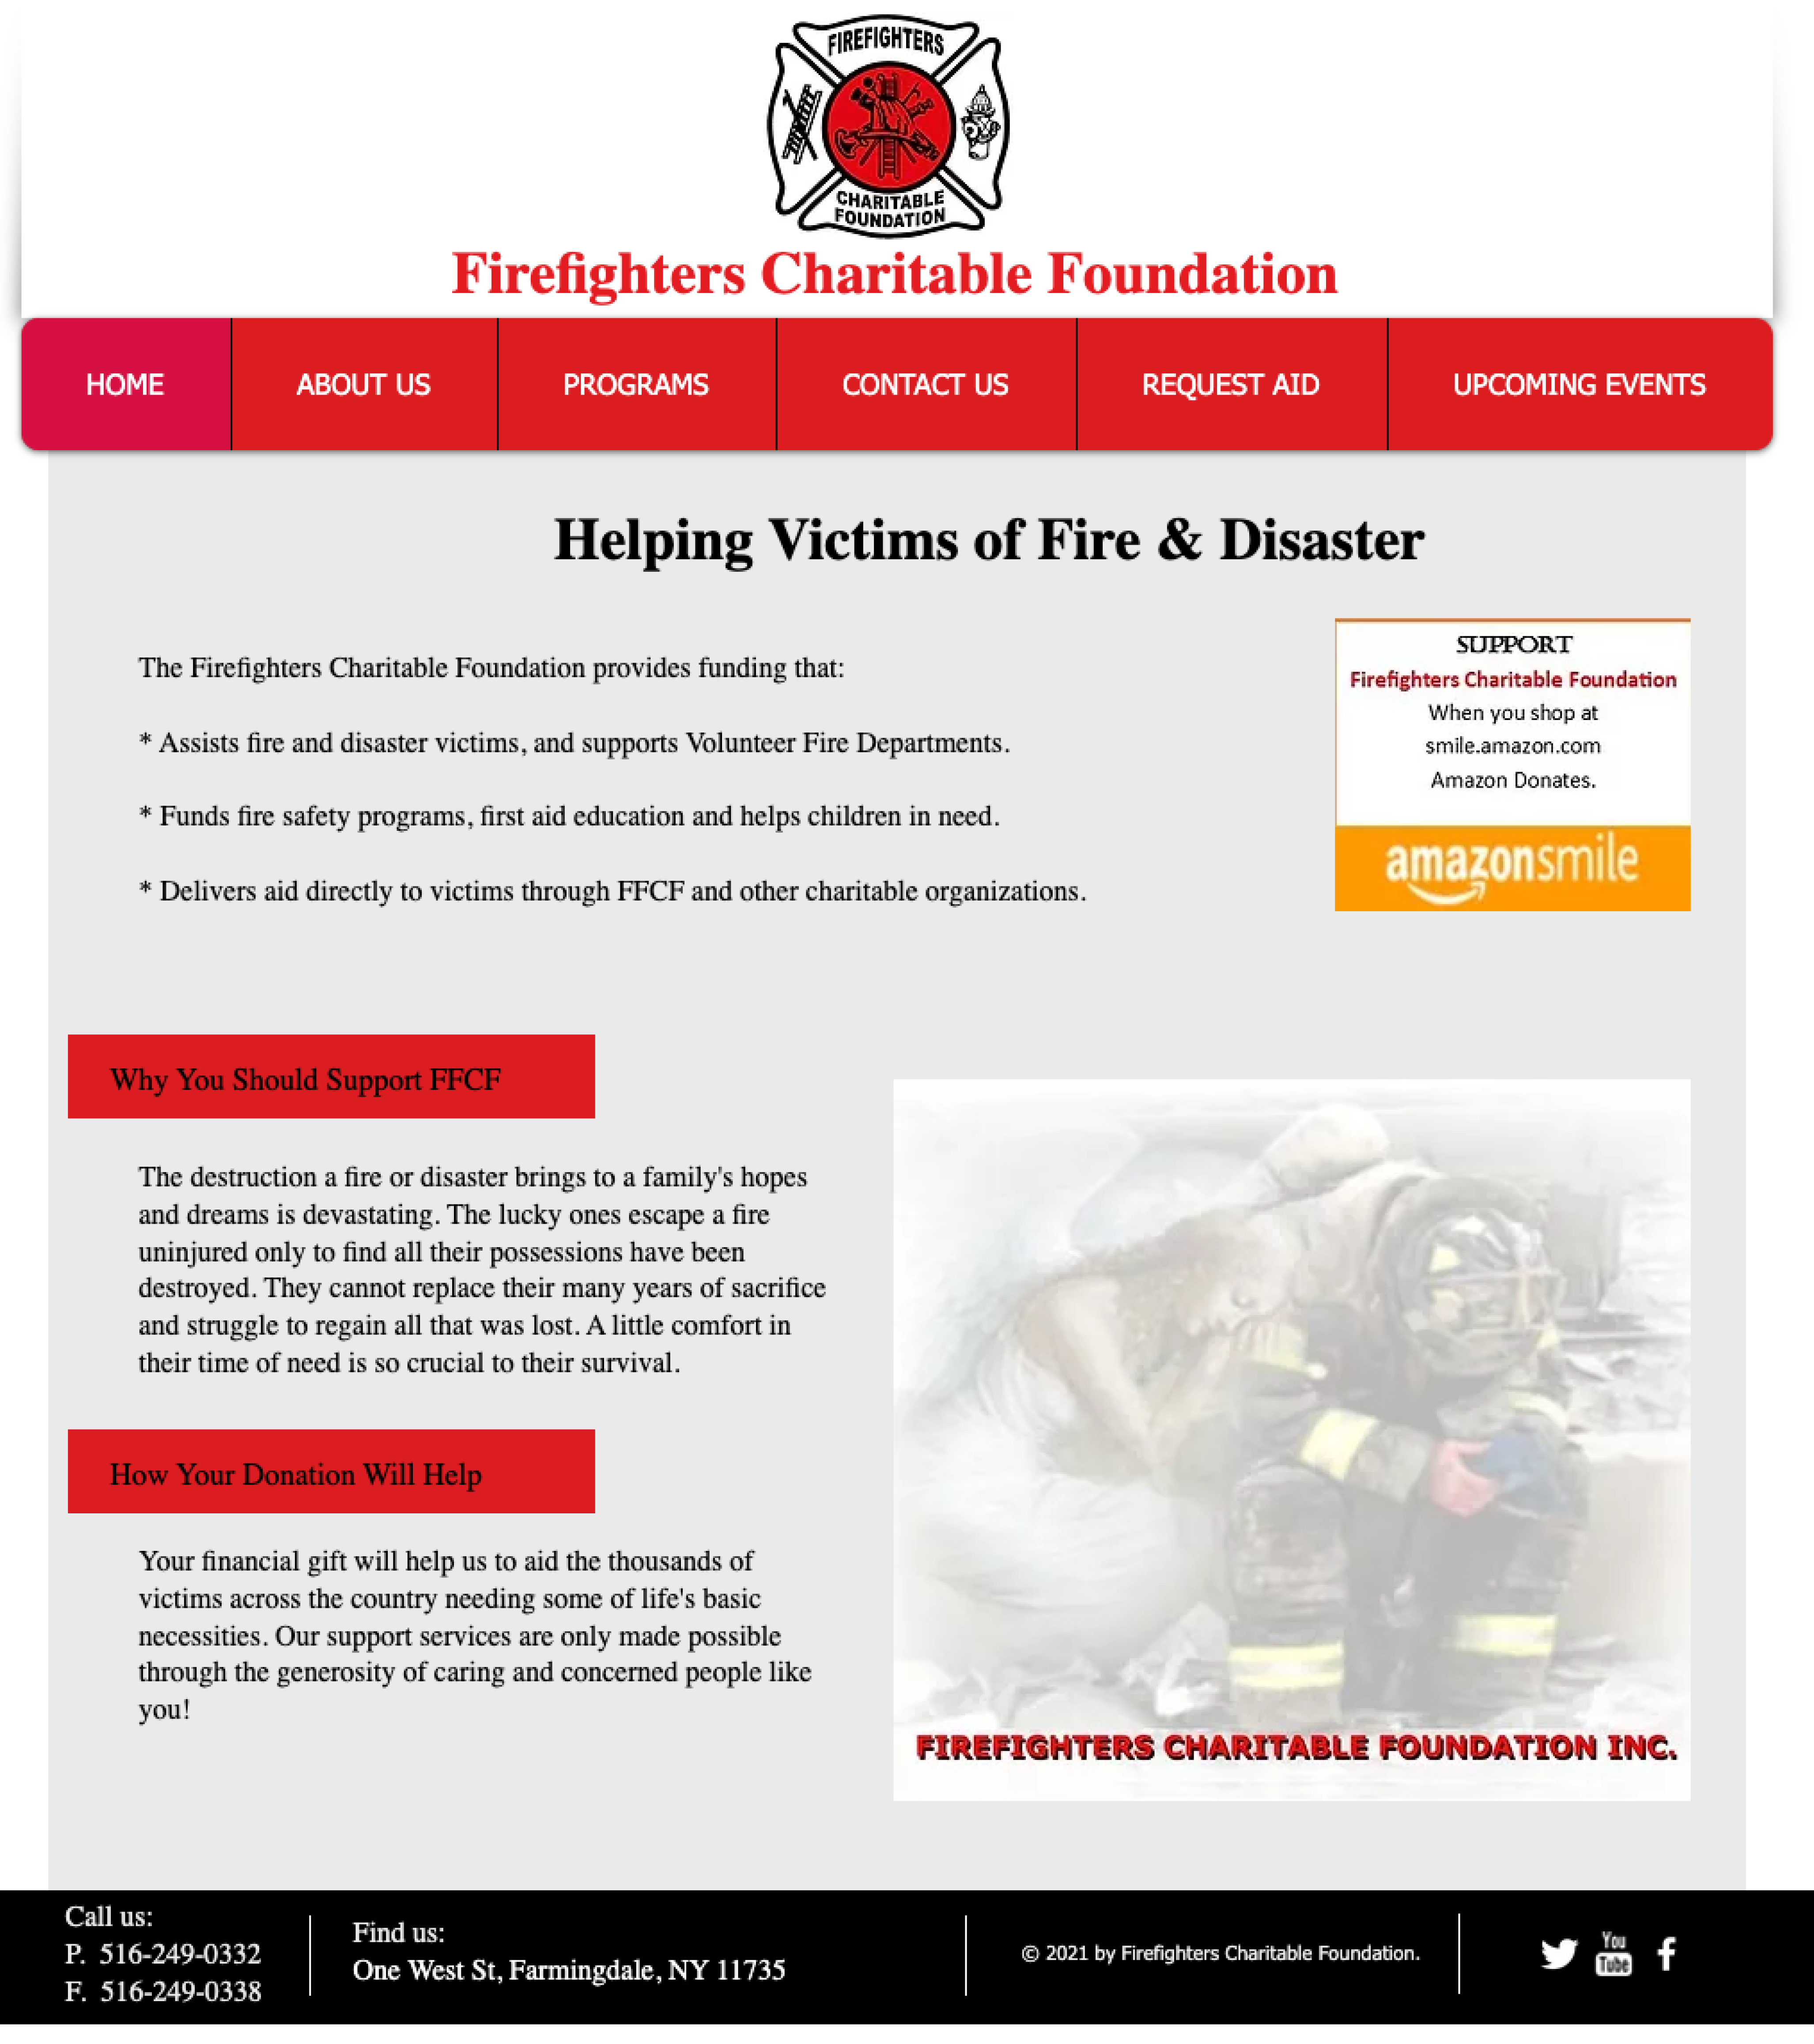 FIREFIGHTERS
CHARITABLE
FOUNDATION
Firefighters Charitable Foundation
HOME
ABOUT US
PROGRAMS
CONTACT US
REQUEST AID
UPCOMING EVENTS
Helping Victims of Fire & Disaster
The Firefighters Charitable Foundation provides funding that:
* Assists fire and disaster victims, and supports Volunteer Fire Departments.
* Funds fire safety programs, first aid education and helps children in need.
* Delivers aid directly to victims through FFCF and other charitable organizations.
SUPPORT
Firefighters Charitable Foundation
When you shop at
smile.amazon.com
Amazon Donates.
amazonsmile
Why You Should Support FFCF
The destruction a fire or disaster brings to a family's hopes
and dreams is devastating. The lucky ones escape a fire
uninjured only to find all their possessions have been
destroyed. They cannot replace their many years of sacrifice
and struggle to regain all that was lost. A little comfort in
their time of need is so crucial to their survival.
How Your Donation Will Help
Your financial gift will help us to aid the thousands of
victims across the country needing some of life's basic
necessities. Our support services are only made possible
through the generosity of caring and concerned people like
you!
FIREFIGHTERS CHARITABLE FOUNDATION INC.
Call us:
P.  516-249-0332
F.  516-249-0338
Find us:
One West St, Farmingdale, NY 11735
© 2021 by Firefighters Charitable Foundation.
You
Tube